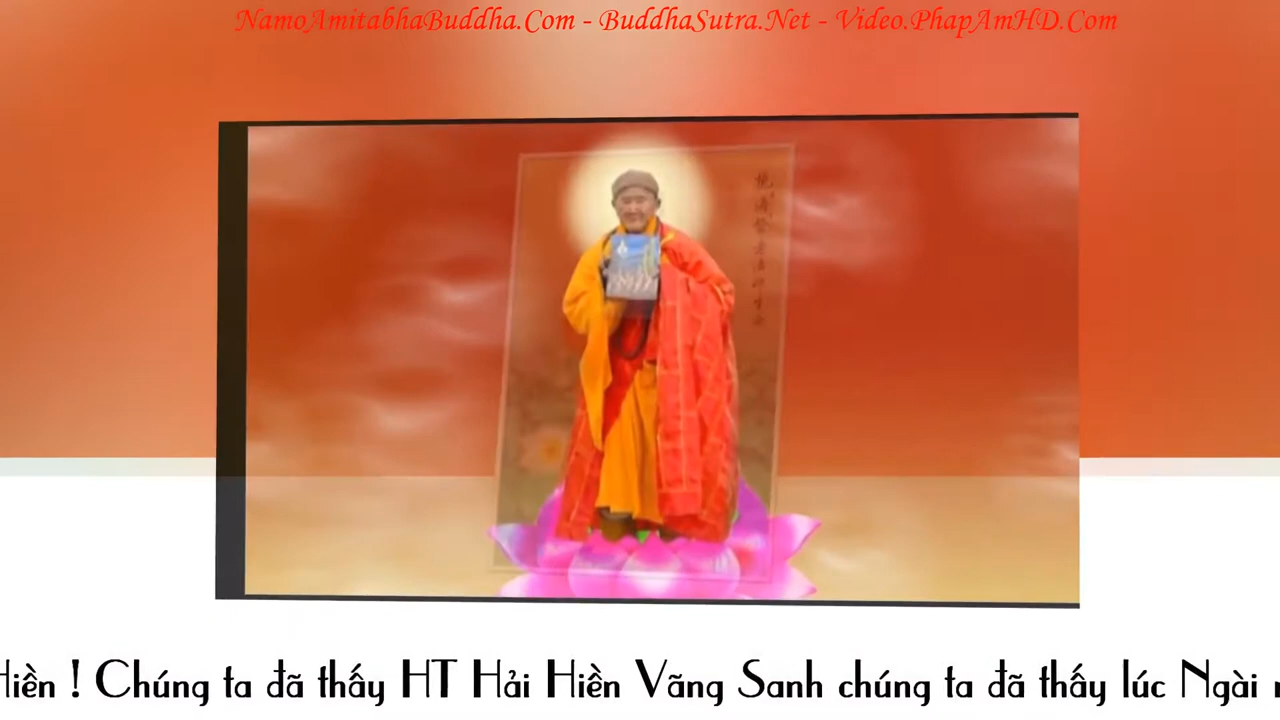 NamoAmitabhaBuddha.Com - BuddhaSutra.Net - Video.PhapAmHD.Com
Hiền ! Chúng ta đã thấy HT Hải Hiền Vãng Sanh chúng ta đã thấy lúc Ngài